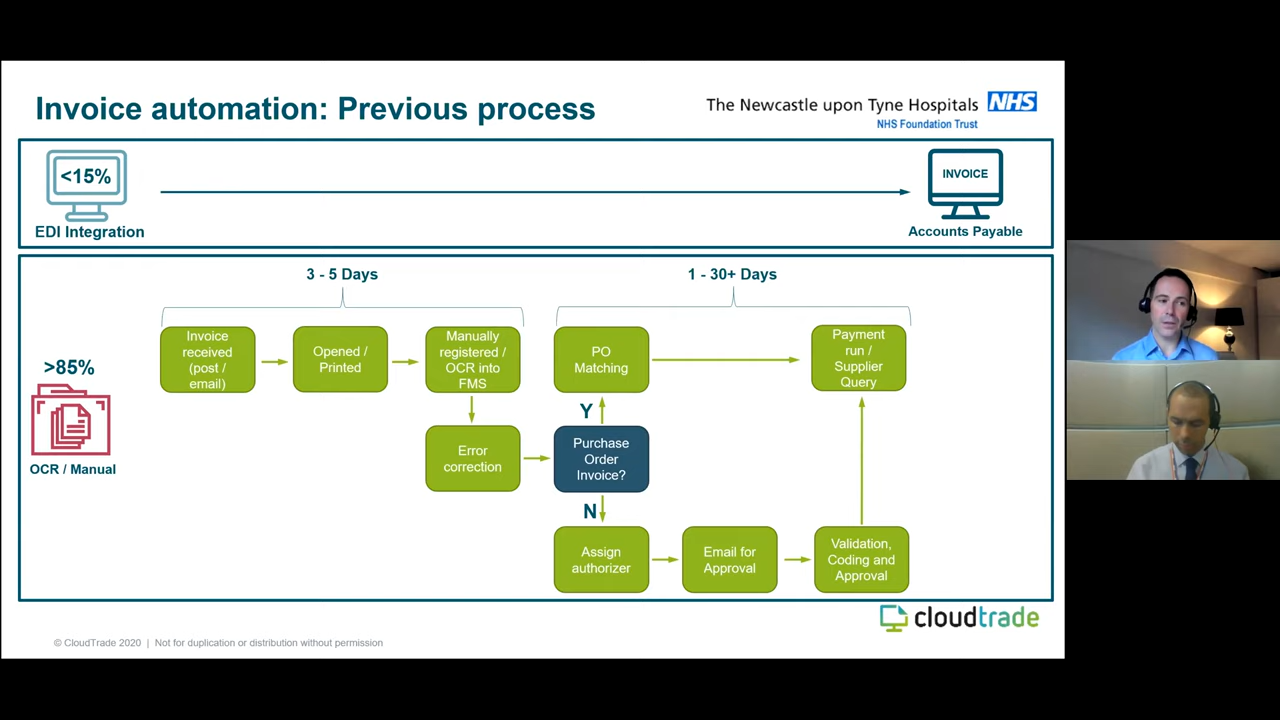 Invoice automation: Previous process
The Newcastle upon Tyne Hospitals NHS
NHS Foundation Trust
<15%
EDI Integration
INVOICE
Accounts Payable
3 - 5 Days
1 - 30+ Days
>85%
OCR / Manual
Invoice
received
(post /
email)
Opened /
Printed
Manually
registered /
OCR into
FMS
Error
correction
PO
Matching
Y
Purchase
Order
Invoice?
N
Assign
authorizer
Email for
Approval
Validation,
Coding and
Approval
Payment
run /
Supplier
Query
cloudtrade
© CloudTrade 2020 | Not for duplication or distribution without permission